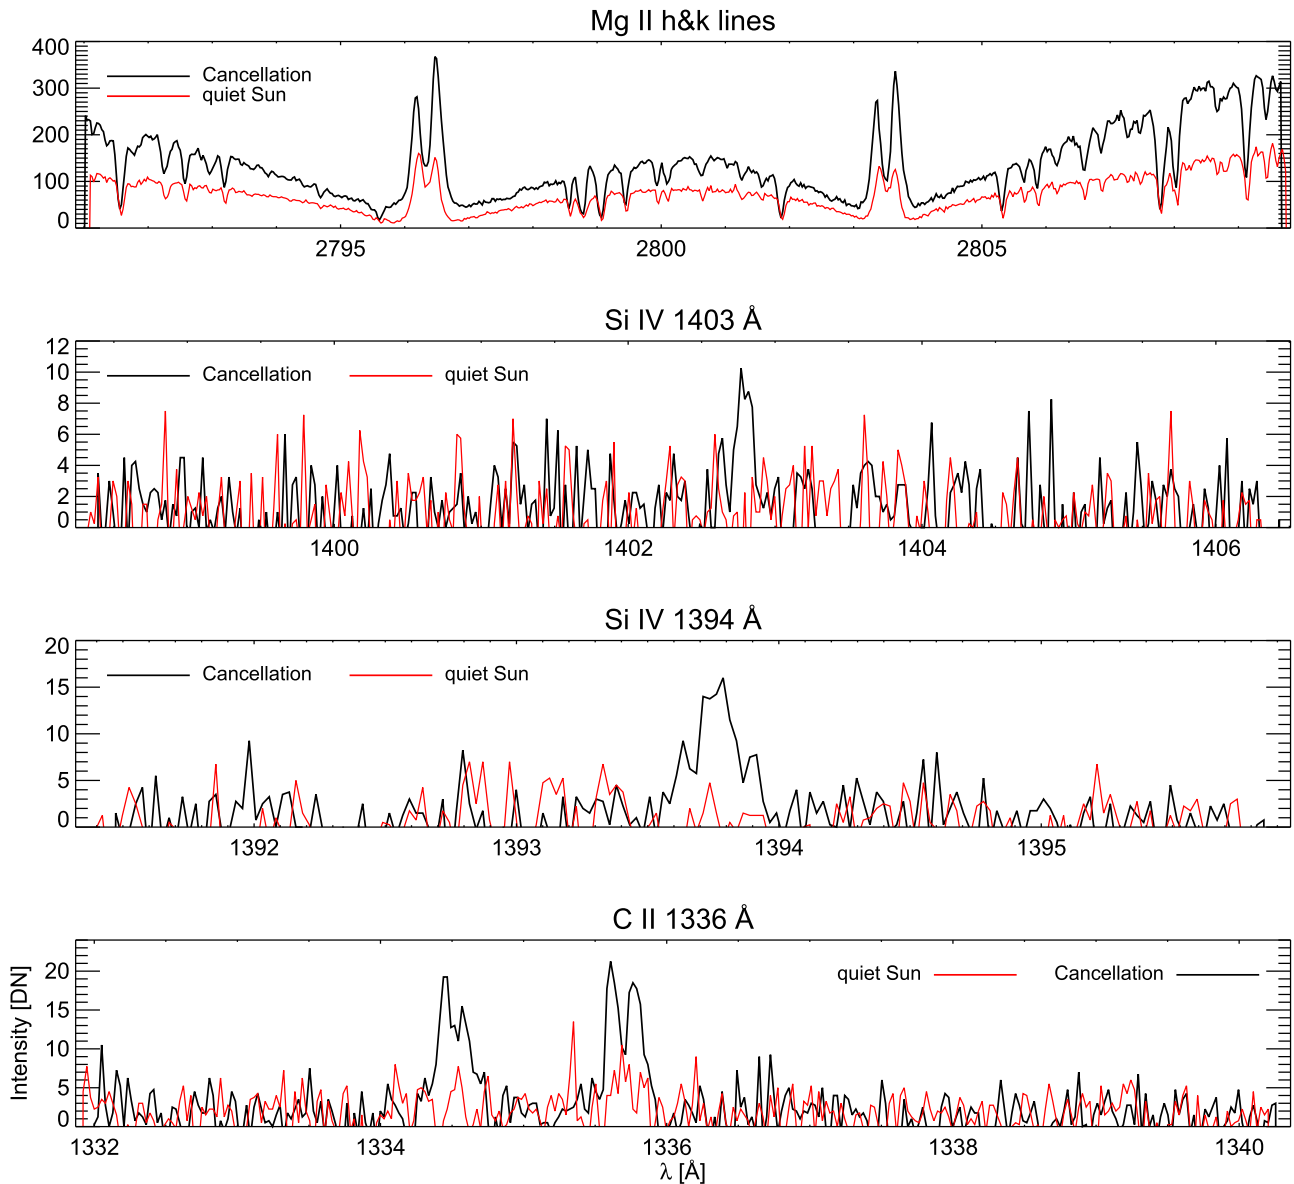 Mg II h&k lines
400
300
200
100
0
Cancellation
quiet Sun
2795 2800 2805
Si IV 1403 Å
12
10
8
6
4
2
0
Cancellation quiet Sun
1400 1402 1404 1406
Si IV 1394 Å
20
15
10
5
0
Cancellation quiet Sun
1392 1393 1394 1395
C II 1336 Å
Intensity [DN]
20
15
10
5
0
quiet Sun Cancellation
1332 1334 1336 1338 1340
λ [Å]